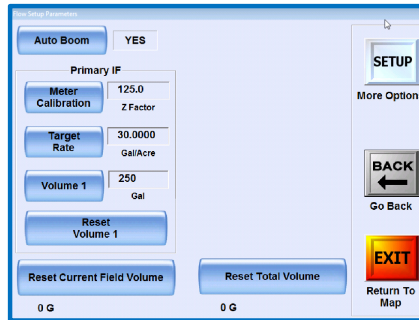 Flow Setup Parameters
Auto Boom YES
Primary IF
Meter
Calibration
125.0
Z Factor
Target
Rate
30.0000
Gal/Acre
Volume 1
250
Gal
Reset
Volume 1
Reset Current Field Volume
0 G
Reset Total Volume
0 G
SETUP
More Option
BACK
Go Back
EXIT
Return To
Map